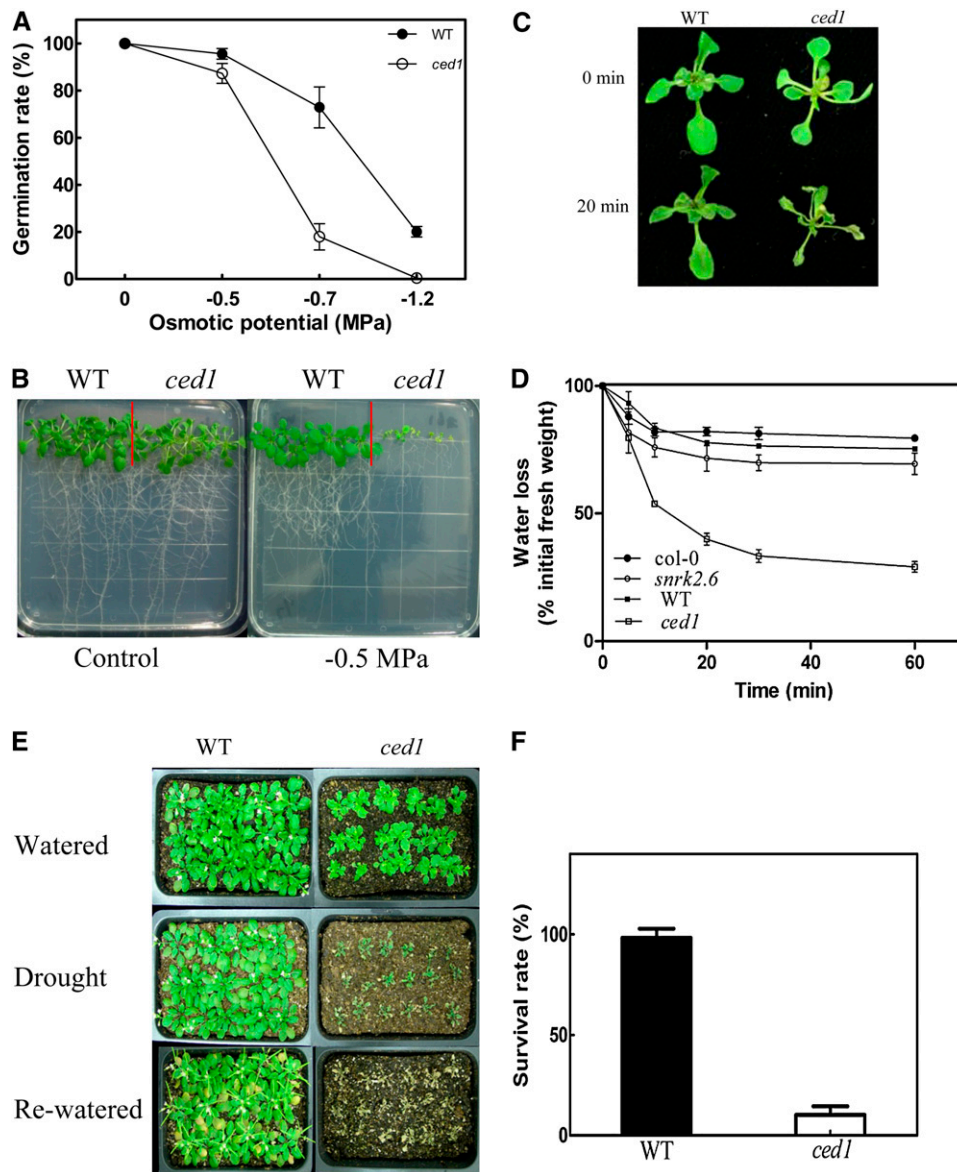 A
Germination rate (%)
100
80
60
40
20
0
0 -0.5 -0.7 -1.2
Osmotic potential (MPa)
WT
ced1
B
WT ced1 WT ced1
Control -0.5 MPa
C
WT ced1
0 min
20 min
D
Water loss
(% initial fresh weight)
100
50
0
0 20 40 60
Time (min)
col-0
snrk2.6
WT
ced1
E
WT ced1
Watered
Drought
Re-watered
F
Survival rate (%)
100
50
0
WT ced1